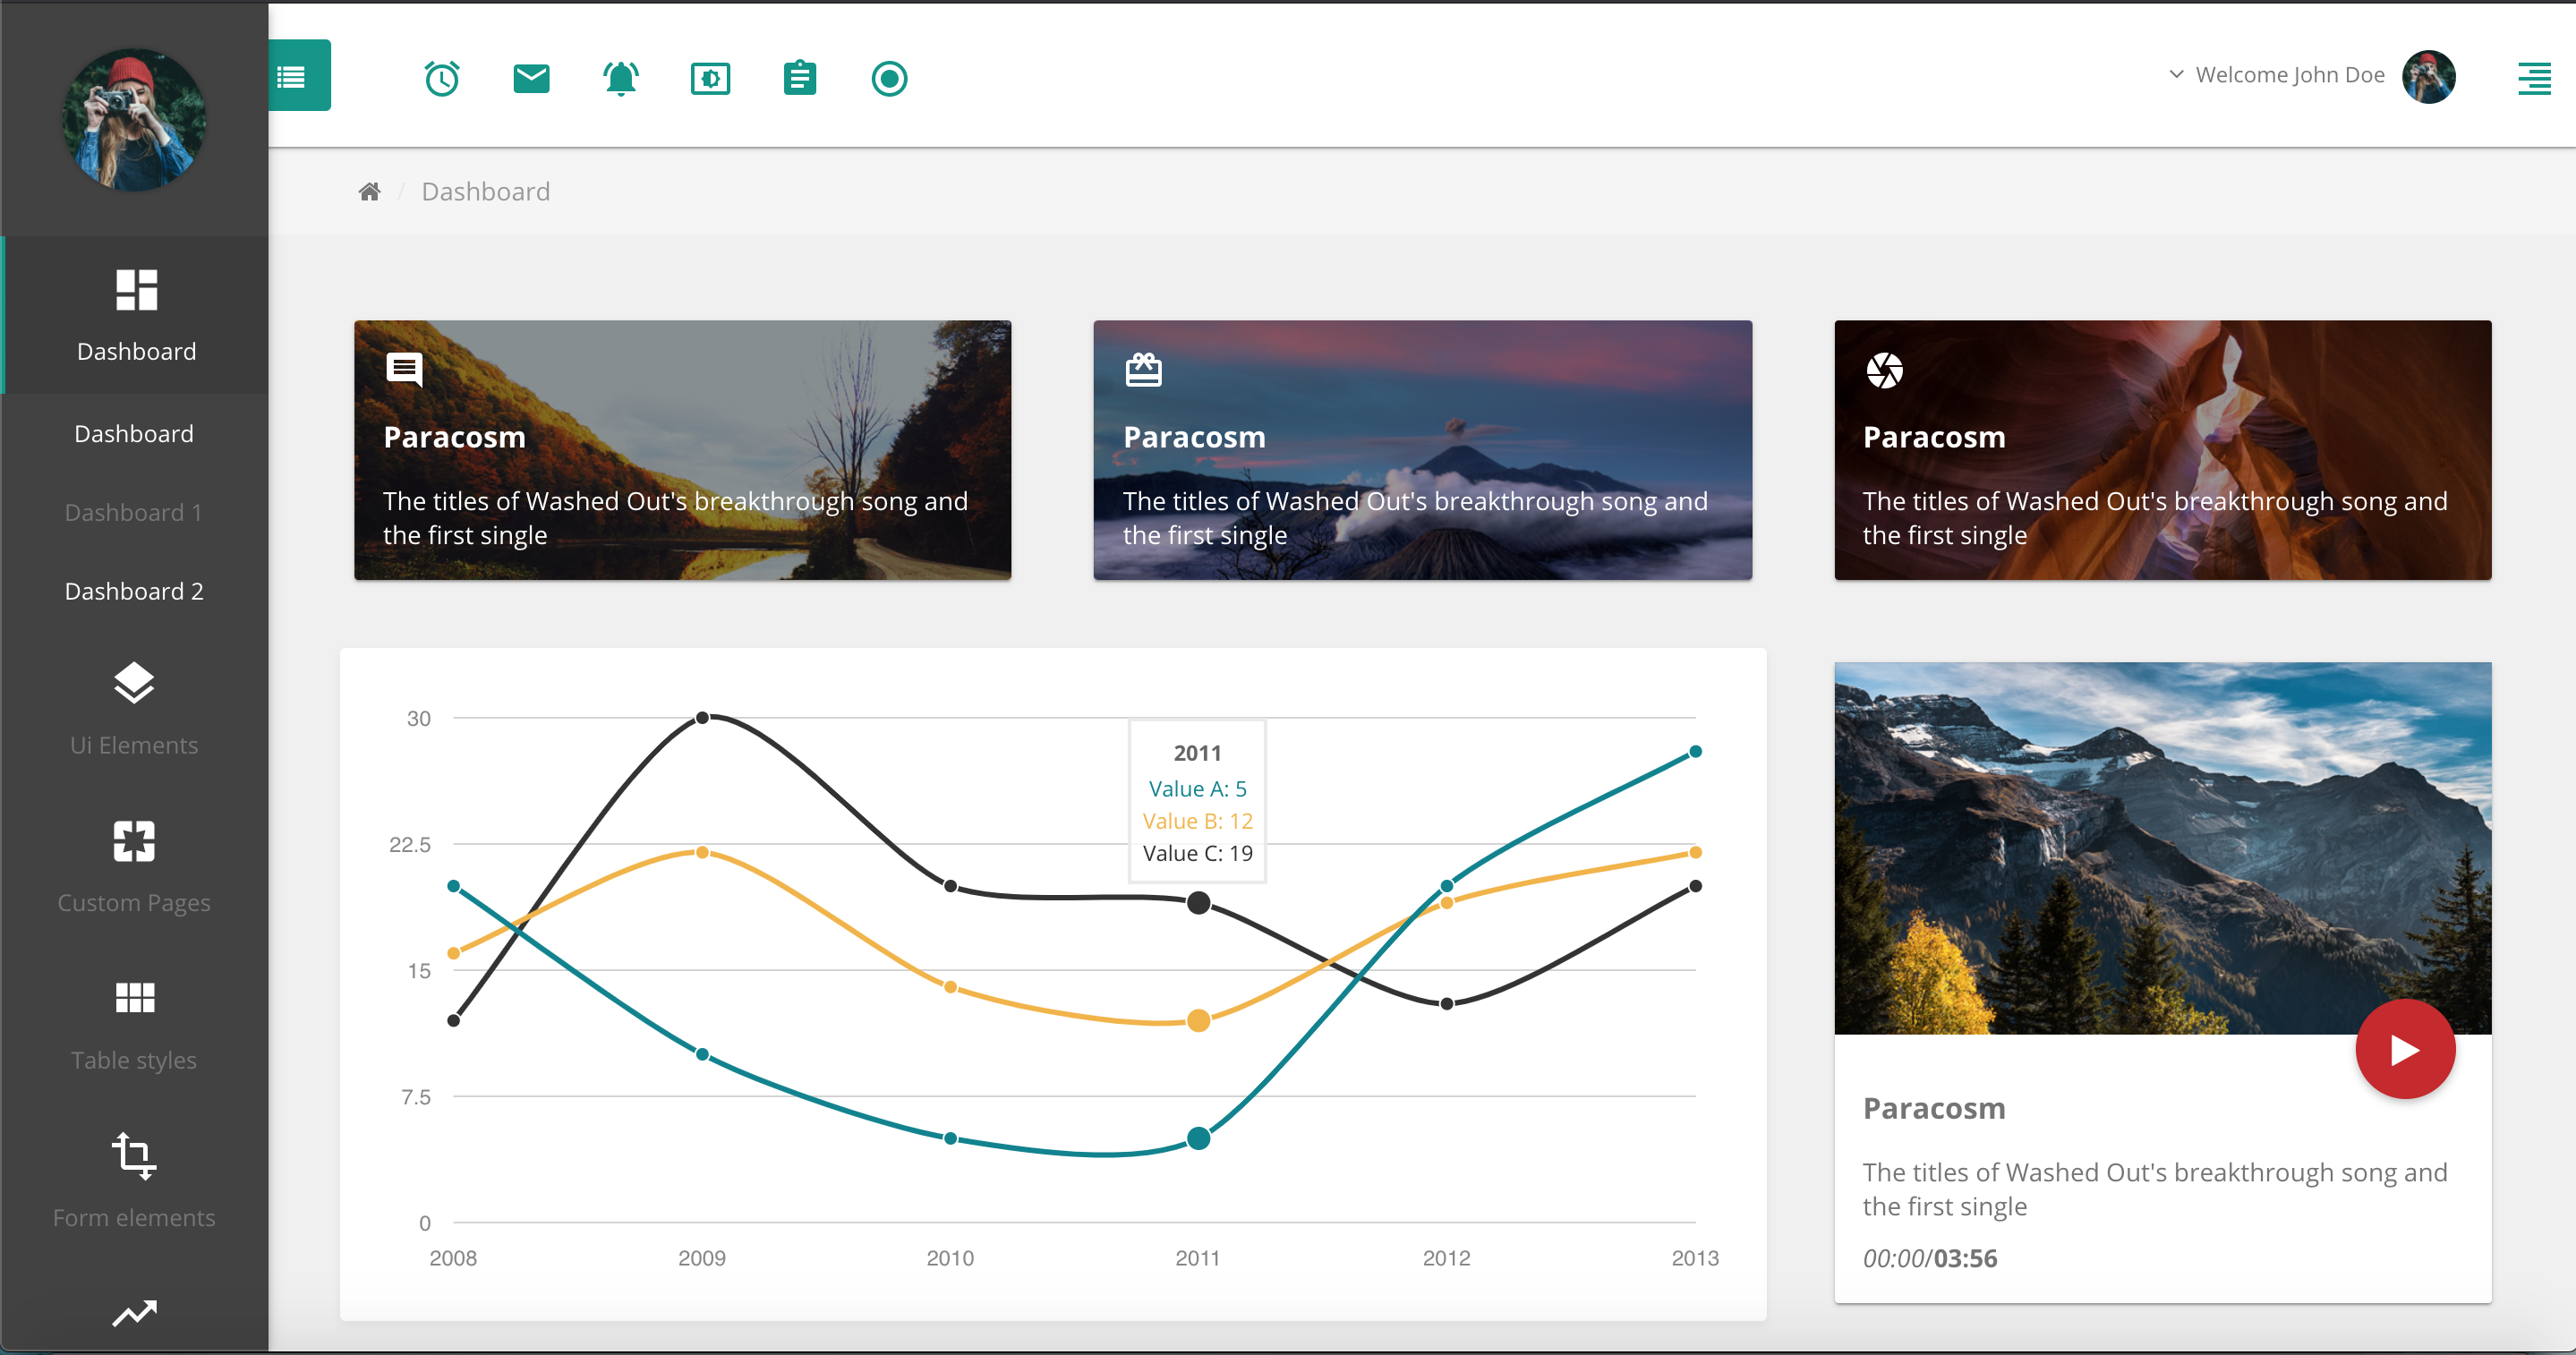 Welcome John Doe
/ Dashboard
Dashboard
Dashboard
Dashboard 1
Dashboard 2
Ui Elements
Custom Pages
Table styles
Form elements
Paracosm
The titles of Washed Out's breakthrough song and
the first single
Paracosm
The titles of Washed Out's breakthrough song and
the first single
Paracosm
The titles of Washed Out's breakthrough song and
the first single
30
22.5
15
7.5
0
2008 2009 2010 2011 2012 2013
2011
Value A: 5
Value B: 12
Value C: 19
Paracosm
The titles of Washed Out's breakthrough song and
the first single
00:00/03:56